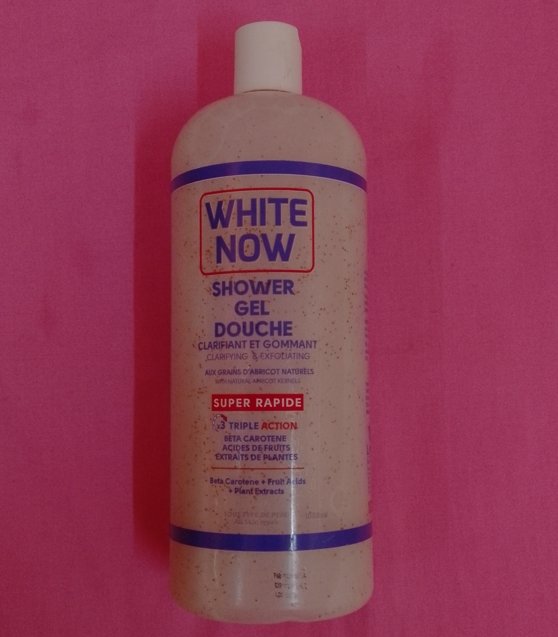 WHITE
NOW
SHOWER
GEL
DOUCHE
CLARIFIANT ET GOMMANT
CLARIFYING & EXFOLIATING
AUX GRAINS D'ABRICOT NATURELS
WITH NATURAL APRICOT KERNELS
SUPER RAPIDE
3 TRIPLE ACTION
BETA CAROTENE
ACIDES DE FRUITS
EXTRAITS DE PLANTES
Beta Carotene + Fruit Acids
+ Plant Extracts